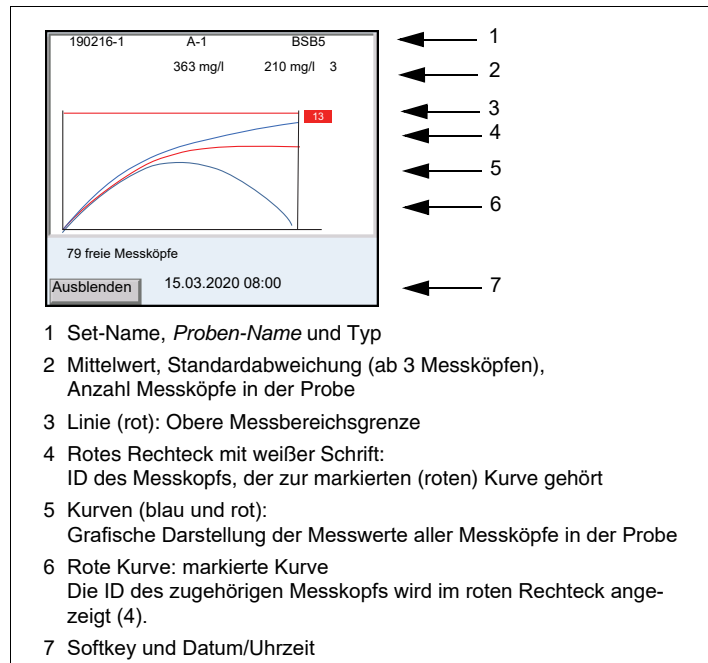 190216-1 A-1 BSB5
363 mg/l 210 mg/l 3
13
79 freie Messköpfe
Ausblenden 15.03.2020 08:00
1
2
3
4
5
6
7
1 Set-Name, Proben-Name und Typ
2 Mittelwert, Standardabweichung (ab 3 Messköpfen),
Anzahl Messköpfe in der Probe
3 Linie (rot): Obere Messbereichsgrenze
4 Rotes Rechteck mit weißer Schrift:
ID des Messkopfs, der zur markierten (roten) Kurve gehört
5 Kurven (blau und rot):
Grafische Darstellung der Messwerte aller Messköpfe in der Probe
6 Rote Kurve: markierte Kurve
Die ID des zugehörigen Messkopfs wird im roten Rechteck ange-
zeigt (4).
7 Softkey und Datum/Uhrzeit